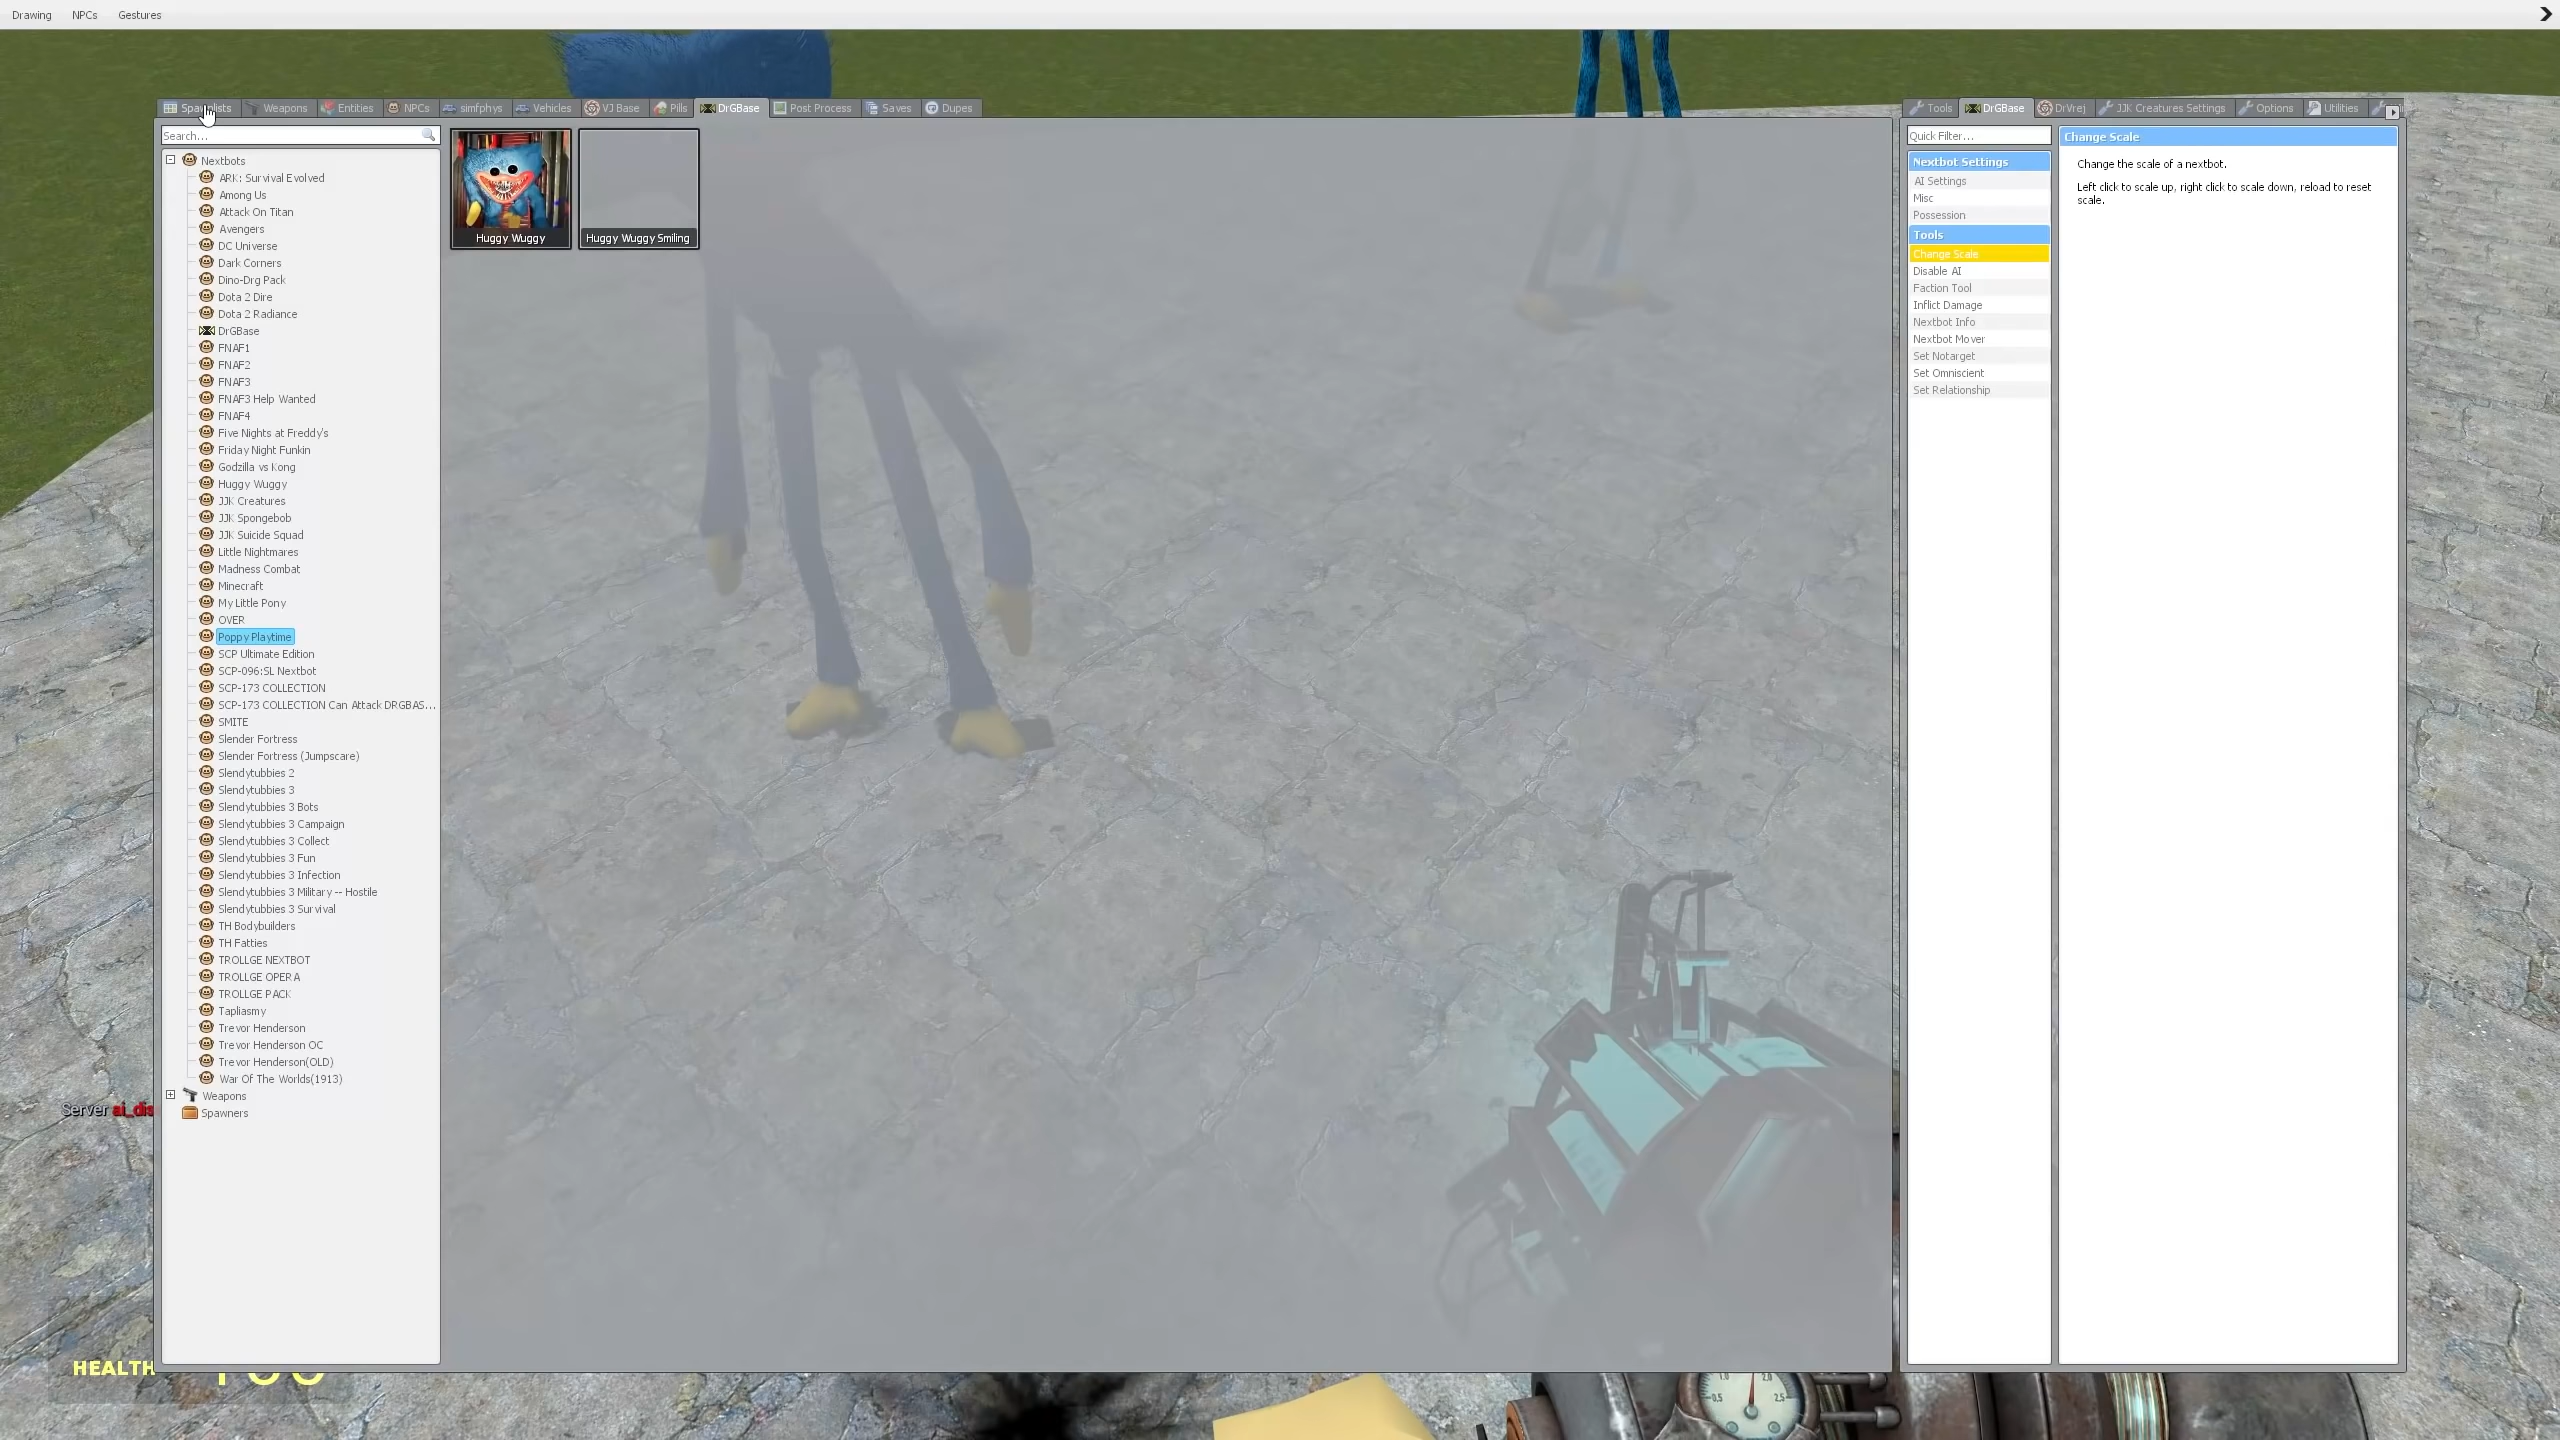 Drawing NPCs Gestures
Spawnlists Weapons Entities NPCs simfphys Vehicles VJ Base Pills DrGBase Post Process Saves Dupes
Tools DrGBase DrVrej JJK Creatures Settings Options Utilities
Search...
Nextbots
ARK: Survival Evolved
Among Us
Attack On Titan
Avengers
DC Universe
Dark Corners
Dino-Drg Pack
Dota 2 Dire
Dota 2 Radiance
DrGBase
FNAF1
FNAF2
FNAF3
FNAF3 Help Wanted
FNAF4
Five Nights at Freddy's
Friday Night Funkin
Godzilla vs Kong
Huggy Wuggy
JJK Creatures
JJK Spongebob
JJK Suicide Squad
Little Nightmares
Madness Combat
Minecraft
My Little Pony
OVER
Poppy Playtime
SCP Ultimate Edition
SCP-096:SL Nextbot
SCP-173 COLLECTION
SCP-173 COLLECTION Can Attack DRGBAS...
SMITE
Slender Fortress
Slender Fortress (Jumpscare)
Slendytubbies 2
Slendytubbies 3
Slendytubbies 3 Bots
Slendytubbies 3 Campaign
Slendytubbies 3 Collect
Slendytubbies 3 Fun
Slendytubbies 3 Infection
Slendytubbies 3 Military -- Hostile
Slendytubbies 3 Survival
TH Bodybuilders
TH Fatties
TROLLGE NEXTBOT
TROLLGE OPERA
TROLLGE PACK
Tapliasmy
Trevor Henderson
Trevor Henderson OC
Trevor Henderson(OLD)
War Of The Worlds(1913)
Weapons
Spawners
Huggy Wuggy
Huggy Wuggy Smiling
Quick Filter...
Nextbot Settings
AI Settings
Misc
Possession
Tools
Change Scale
Disable AI
Faction Tool
Inflict Damage
Nextbot Info
Nextbot Mover
Set Notarget
Set Omniscient
Set Relationship
Change Scale
Change the scale of a nextbot.
Left click to scale up, right click to scale down, reload to reset
scale.
Server ai_dis
HEALTH
0.5 1.0 2.0 2.5